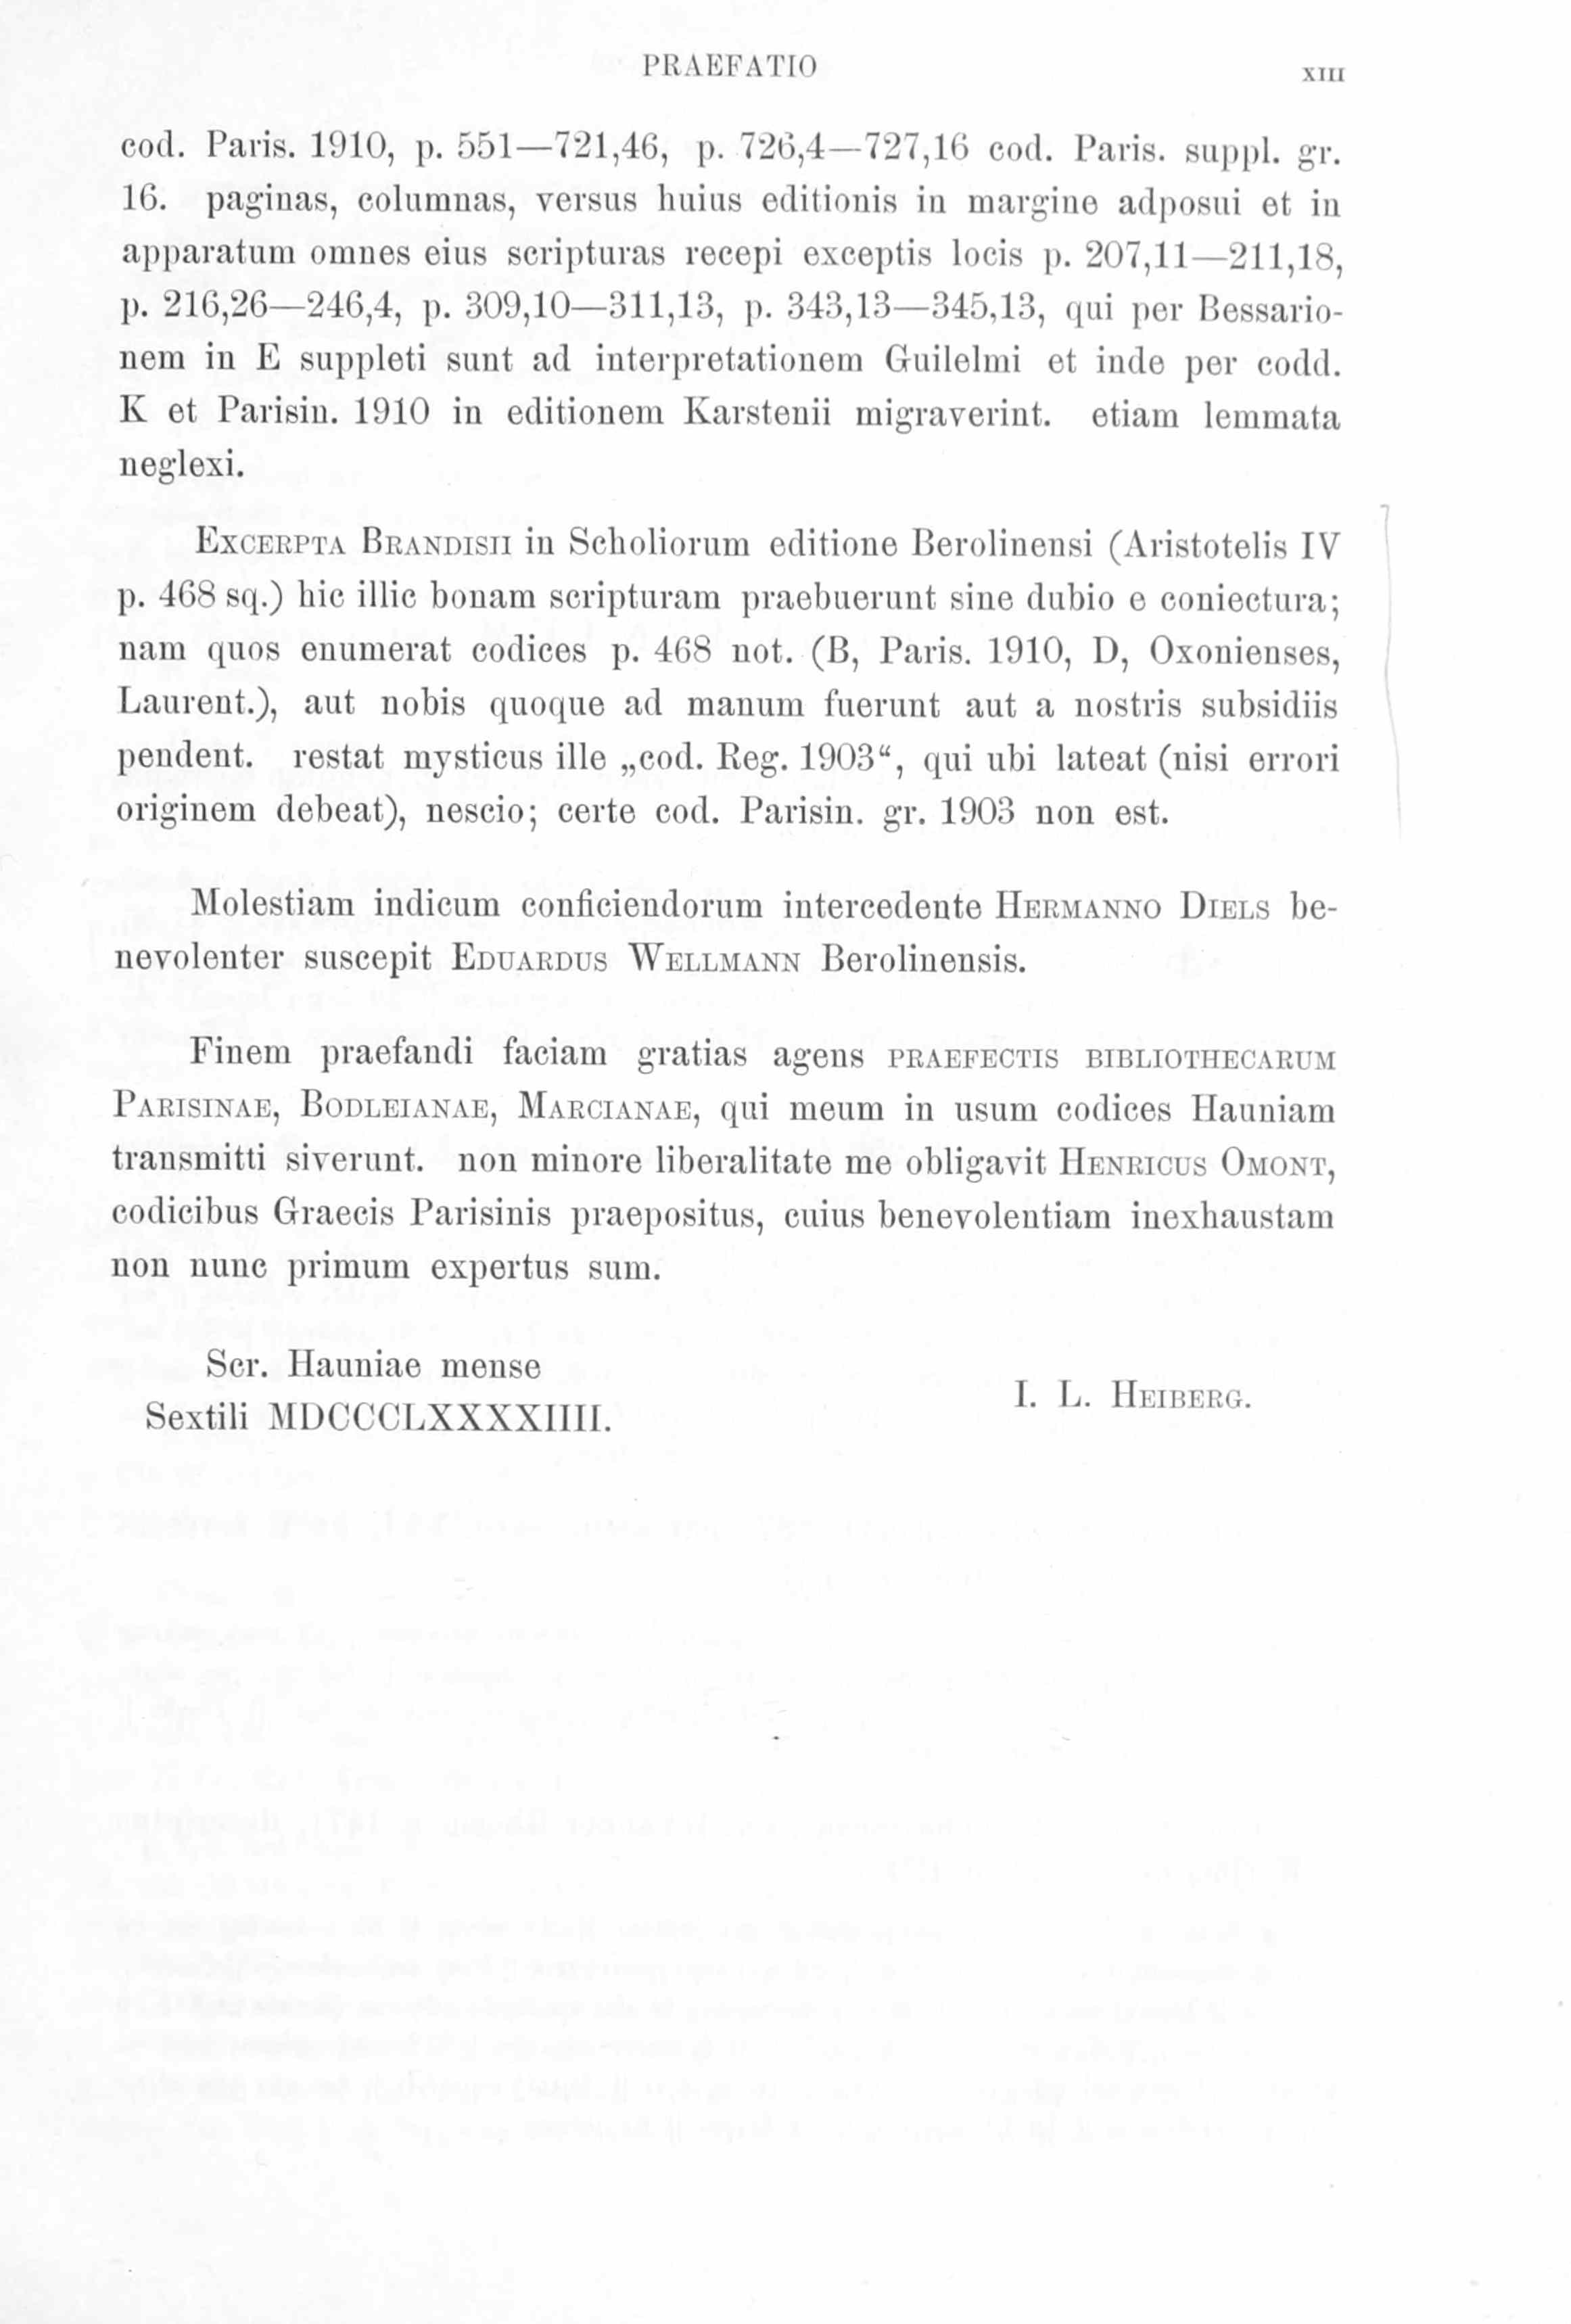 PRAEFATIO XIII
cod. Paris. 1910, p. 551—721,46, p. 726,4—727,16 cod. Paris. suppl. gr.
16. paginas, columnas, versus huius editionis in margine adposui et in
apparatum omnes eius scripturas recepi exceptis locis p. 207,11—211,18,
p. 216,26—246,4, p. 309,10—311,13, p. 343,13—345,13, qui per Bessario-
nem in E suppleti sunt ad interpretationem Guilelmi et inde per codd.
K et Parisin. 1910 in editionem Karstenii migraverint. etiam lemmata
neglexi.
EXCERPTA BRANDISII in Scholiorum editione Berolinensi (Aristotelis IV
p. 468 sq.) hic illic bonam scripturam praebuerunt sine dubio e coniectura;
nam quos enumerat codices p. 468 not. (B, Paris. 1910, D, Oxonienses,
Laurent.), aut nobis quoque ad manum fuerunt aut a nostris subsidiis
pendent. restat mysticus ille „cod. Reg. 1903“, qui ubi lateat (nisi errori
originem debeat), nescio; certe cod. Parisin. gr. 1903 non est.
Molestiam indicum conficiendorum intercedente HERMANNO DIELS be-
nevolenter suscepit EDUARDUS WELLMANN Berolinensis.
Finem praefandi faciam gratias agens PRAEFECTIS BIBLIOTHECARUM
PARISINAE, BODLEIANAE, MARCIANAE, qui meum in usum codices Hauniam
transmitti siverunt. non minore liberalitate me obligavit HENRICUS OMONT,
codicibus Graecis Parisinis praepositus, cuius benevolentiam inexhaustam
non nunc primum expertus sum.
Scr. Hauniae mense
Sextili MDCCCLXXXXIIII.
I. L. HEIBERG.